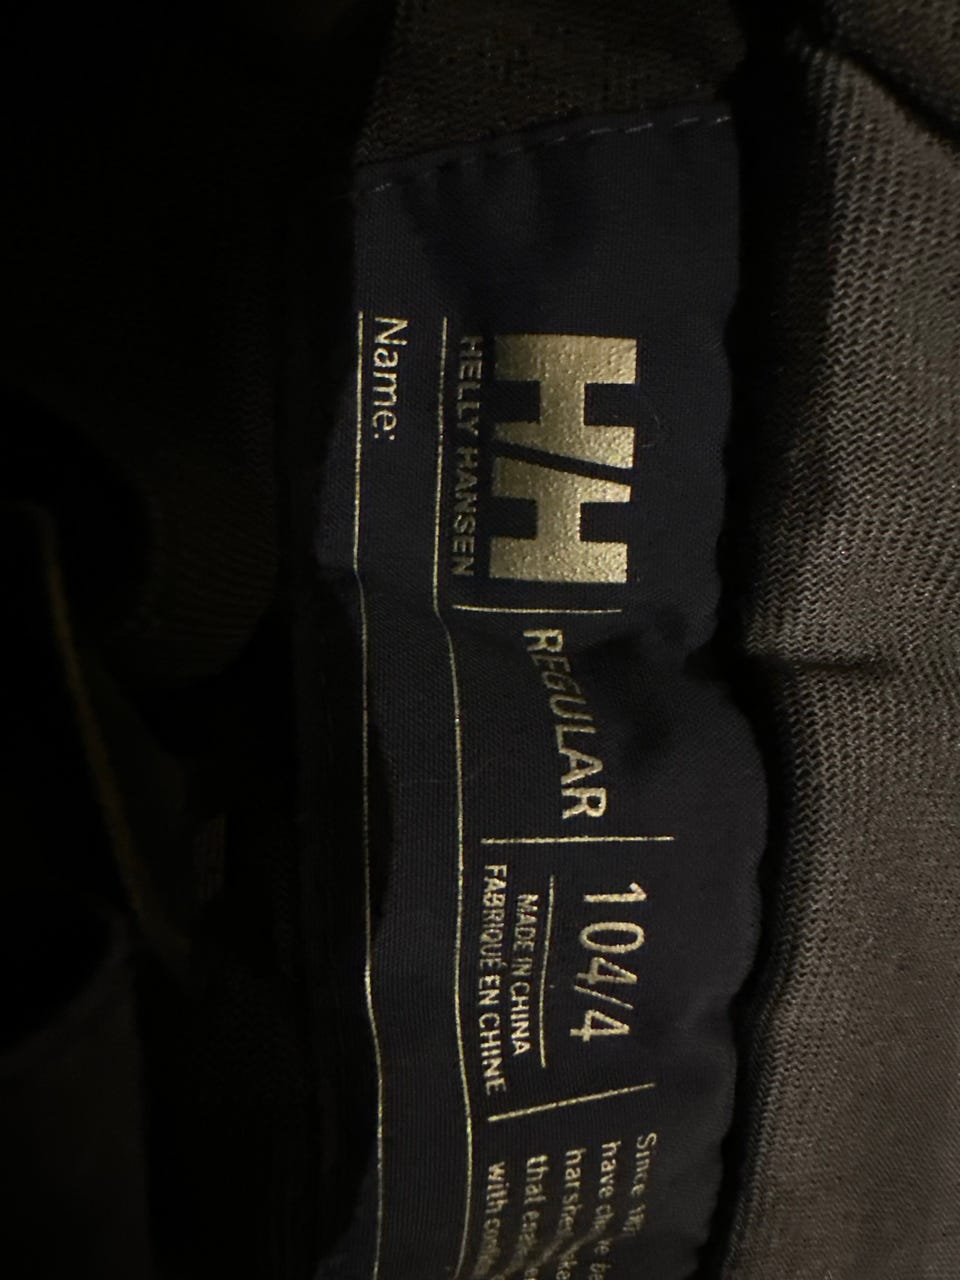 HH
HELLY HANSEN
REGULAR
104/4
MADE IN CHINA
FABRIQUÉ EN CHINE
Since
have
that
with
Name: